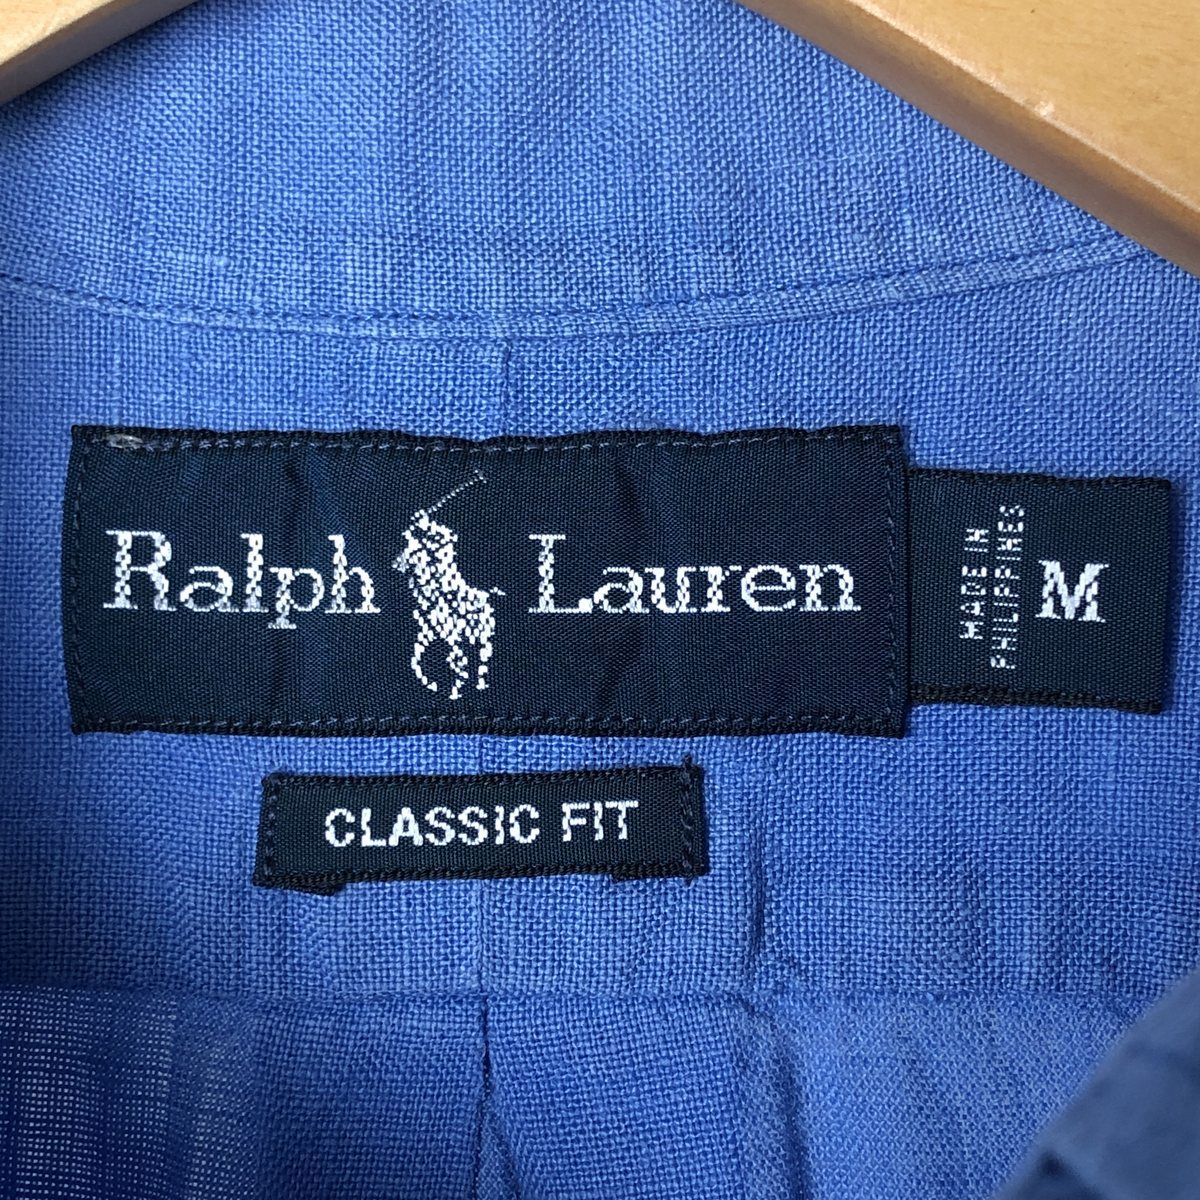 Ralph Lauren
MADE IN
PHILIPPINES
M
CLASSIC FIT